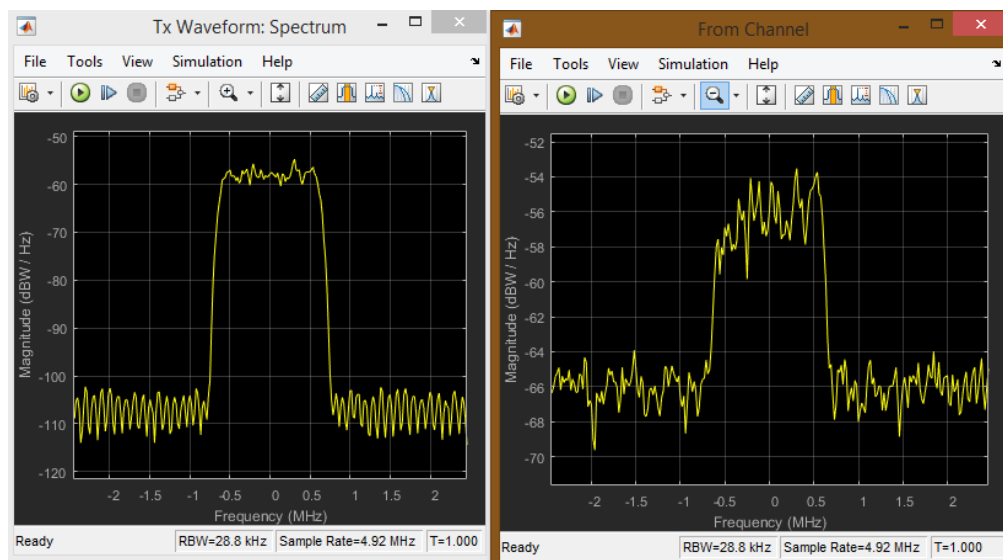 Tx Waveform: Spectrum
File Tools View Simulation Help
-50
-60
-70
-80
-90
-100
-110
-120
Magnitude (dBW / Hz)
-2 -1.5 -1 -0.5 0 0.5 1 1.5 2
Frequency (MHz)
Ready RBW=28.8 kHz Sample Rate=4.92 MHz T=1.000
From Channel
File Tools View Simulation Help
-52
-54
-56
-58
-60
-62
-64
-66
-68
-70
Magnitude (dBW / Hz)
-2 -1.5 -1 -0.5 0 0.5 1 1.5 2
Frequency (MHz)
Ready RBW=28.8 kHz Sample Rate=4.92 MHz T=1.000